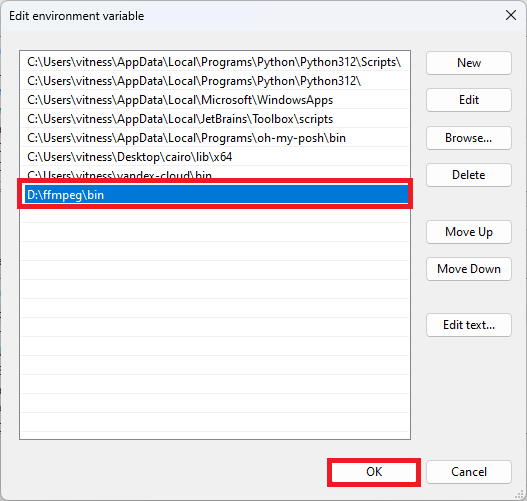 Edit environment variable
C:\Users\vitness\AppData\Local\Programs\Python\Python312\Scripts\
C:\Users\vitness\AppData\Local\Programs\Python\Python312\
C:\Users\vitness\AppData\Local\Microsoft\WindowsApps
C:\Users\vitness\AppData\Local\JetBrains\Toolbox\scripts
C:\Users\vitness\AppData\Local\Programs\oh-my-posh\bin
C:\Users\vitness\Desktop\cairo\lib\x64
C:\Users\vitness\yandex-cloud\bin
D:\ffmpeg\bin
New
Edit
Browse...
Delete
Move Up
Move Down
Edit text...
OK
Cancel